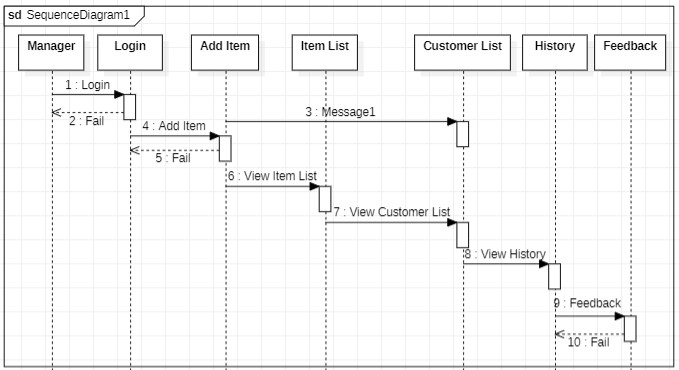 sd SequenceDiagram1
Manager
Login
Add Item
Item List
Customer List
History
Feedback
1 : Login
2 : Fail
3 : Message1
4 : Add Item
5 : Fail
6 : View Item List
7 : View Customer List
8 : View History
9 : Feedback
10 : Fail